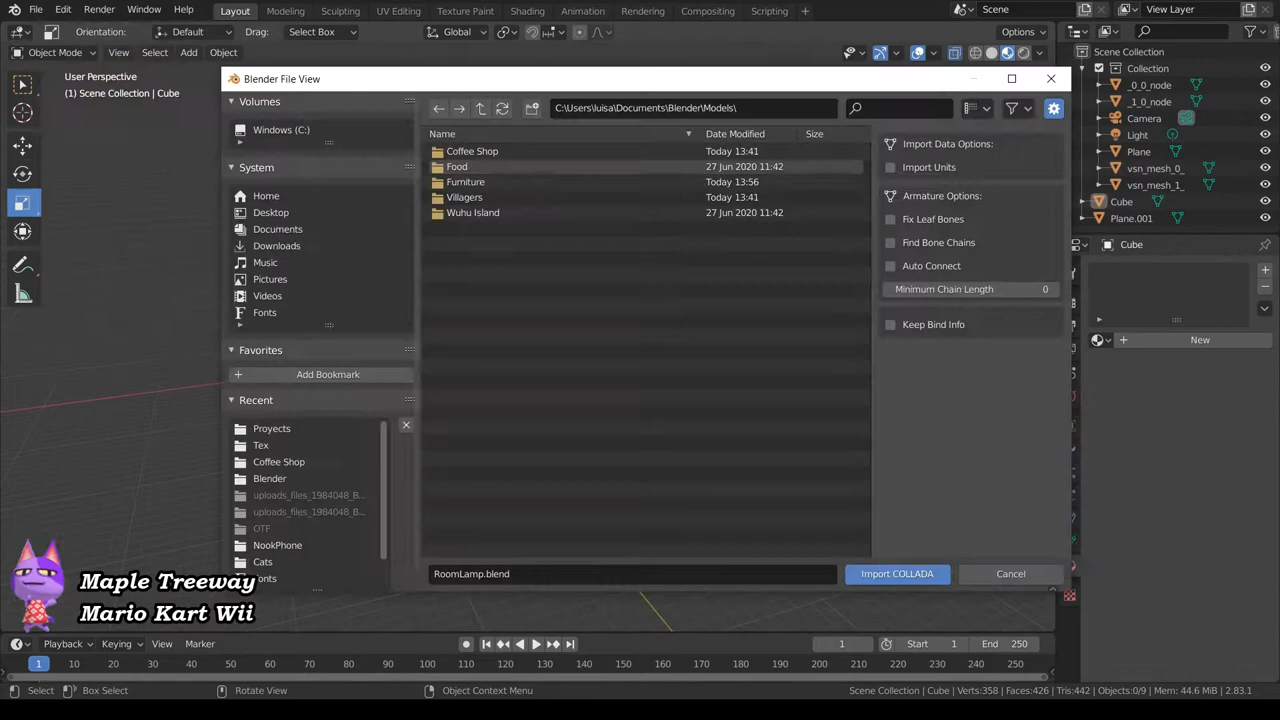 File Edit Render Window Help Layout Modeling Sculpting UV Editing Texture Paint Shading Animation Rendering Compositing Scripting + Scene View Layer
Orientation: Default Drag: Select Box Global Options
Object Mode View Select Add Object
User Perspective
(1) Scene Collection | Cube
Blender File View
Volumes
Windows (C:)
System
Home
Desktop
Documents
Downloads
Music
Pictures
Videos
Fonts
Favorites
Add Bookmark
Recent
Proyects
Tex
Coffee Shop
Blender
uploads_files_1984048_B...
uploads_files_1984048_B...
OTF
NookPhone
Cats
C:\Users\luisa\Documents\Blender\Models\
Name Date Modified Size
Coffee Shop Today 13:41
Food 27 Jun 2020 11:42
Furniture Today 13:56
Villagers Today 13:41
Wuhu Island 27 Jun 2020 11:42
RoomLamp.blend
Import COLLADA
Cancel
Import Data Options:
Import Units
Armature Options:
Fix Leaf Bones
Find Bone Chains
Auto Connect
Minimum Chain Length 0
Keep Bind Info
Scene Collection
Collection
_0_0_node
_1_0_node
Camera
Light
Plane
vsn_mesh_0_
vsn_mesh_1_
Cube
Plane.001
Cube
New
Maple Treeway
Mario Kart Wii
Playback Keying View Marker 1 Start 1 End 250
1 10 20 30 40 50 60 70 80 90 100 110 120 130 140 150 160 170 180 190 200 210 220 230 240 250
Select Box Select Rotate View Object Context Menu Scene Collection | Cube | Verts:358 | Faces:426 | Tris:442 | Objects:0/9 | Mem: 44.6 MiB | 2.83.1